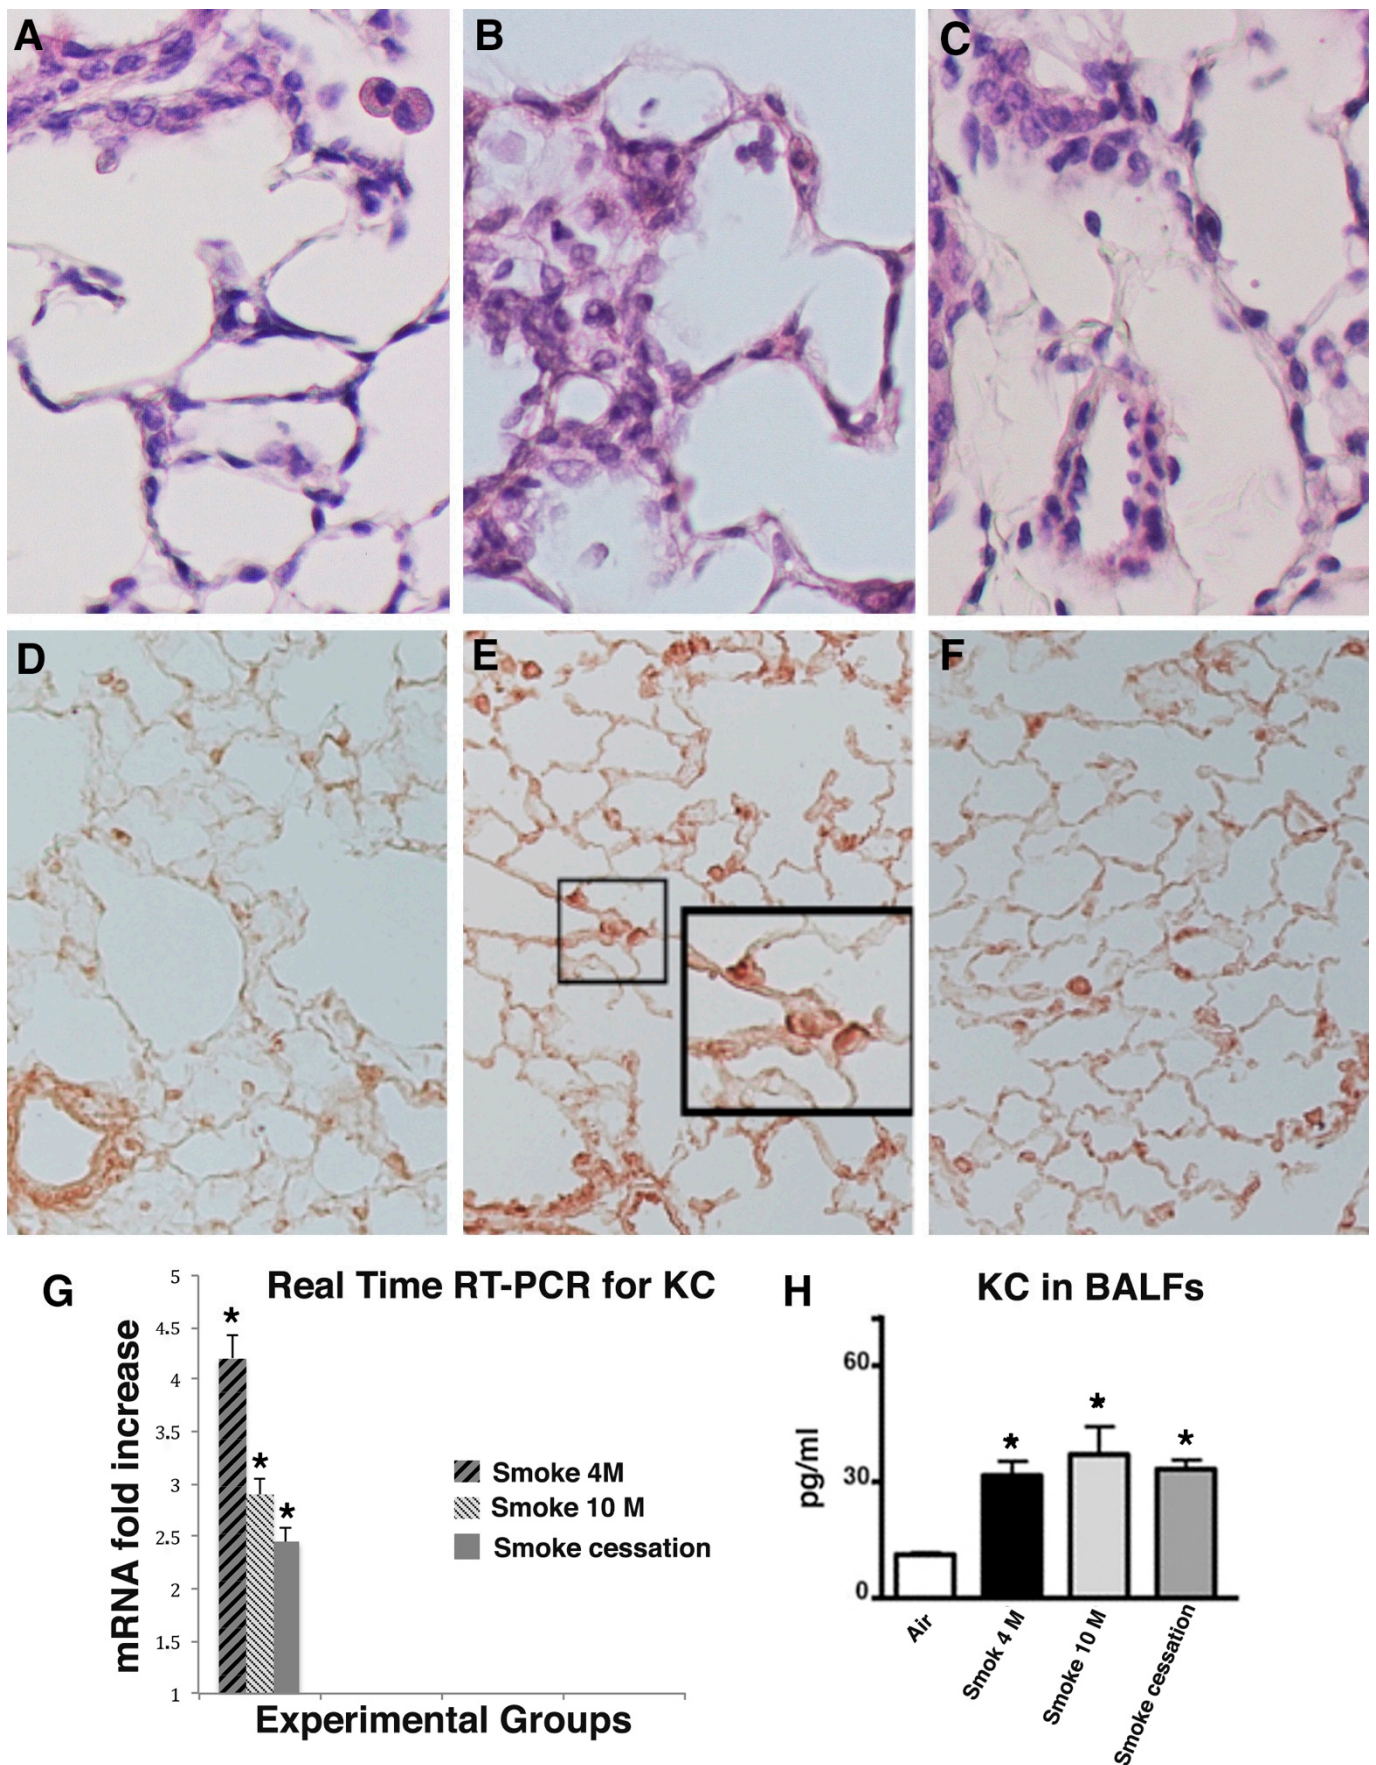 A
B
C
D
E
F
G
Real Time RT-PCR for KC
mRNA fold increase
5
4.5
4
3.5
3
2.5
2
1.5
1
*
*
*
Smoke 4M
Smoke 10 M
Smoke cessation
Experimental Groups
H
KC in BALFs
pg/ml
60
30
0
*
*
*
Air
Smok 4 M
Smoke 10 M
Smoke cessation